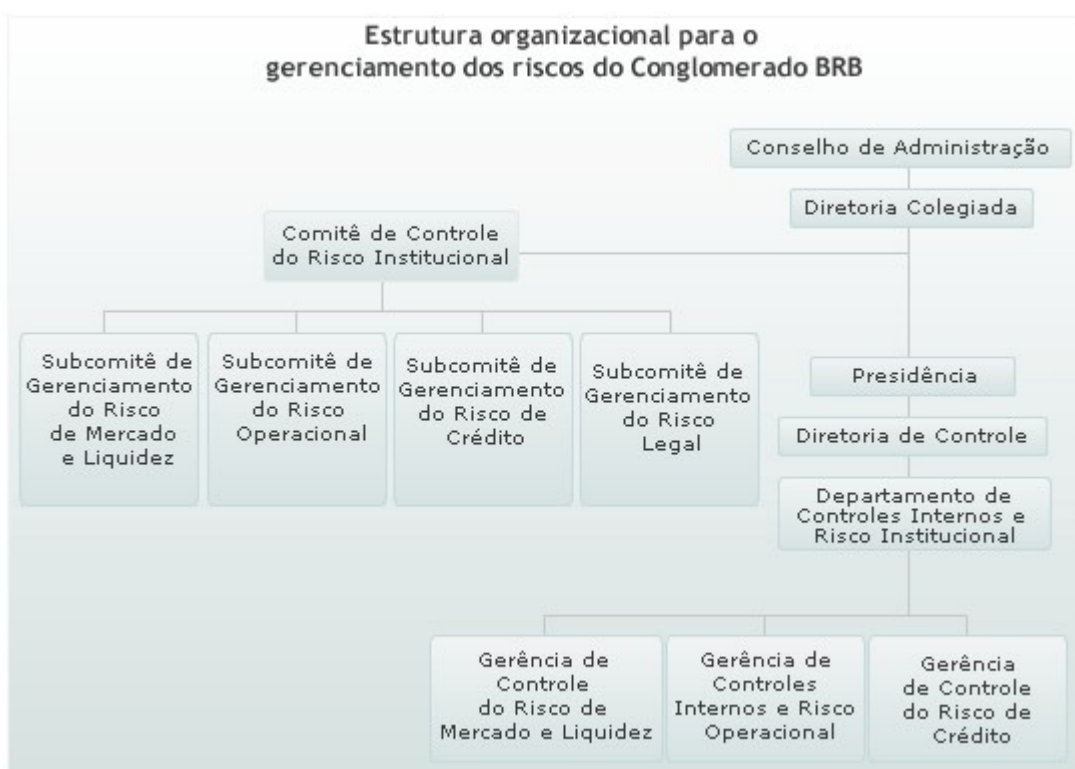 Estrutura organizacional para o
gerenciamento dos riscos do Conglomerado BRB
Conselho de Administração
Diretoria Colegiada
Comitê de Controle
do Risco Institucional
Subcomitê de
Gerenciamento
do Risco
de Mercado
e Liquidez
Subcomitê de
Gerenciamento
do Risco
Operacional
Subcomitê de
Gerenciamento
do Risco de
Crédito
Subcomitê de
Gerenciamento
do Risco
Legal
Presidência
Diretoria de Controle
Departamento de
Controles Internos e
Risco Institucional
Gerência de
Controle
do Risco de
Mercado e Liquidez
Gerência de
Controles
Internos e Risco
Operacional
Gerência
de Controle
do Risco de
Crédito